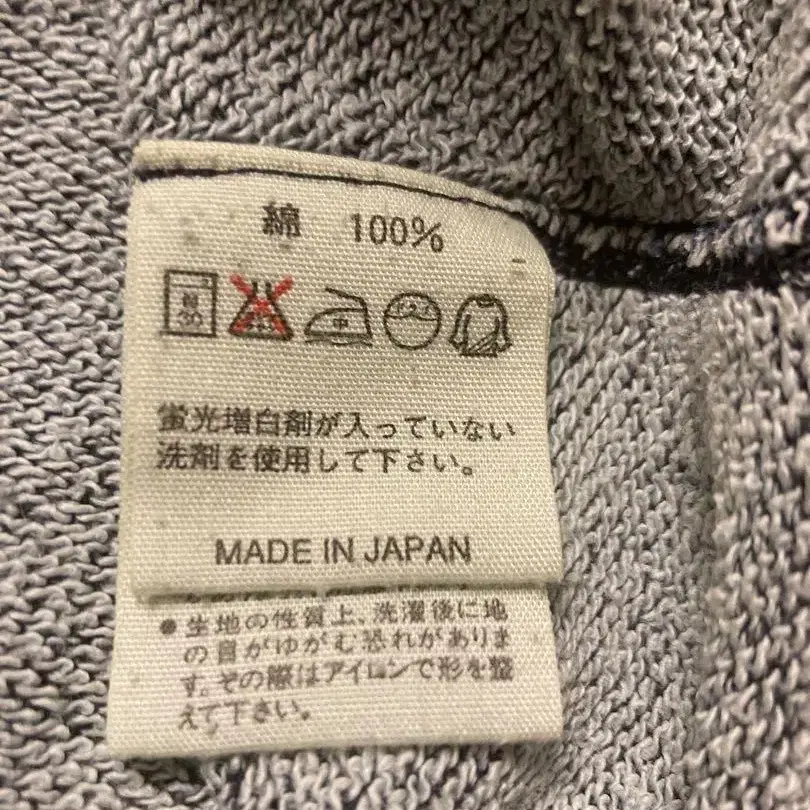 綿 100%
蛍光増白剤が入っていない
洗剤を使用して下さい。
MADE IN JAPAN
●生地の性質上、洗濯後に地
の目がゆがむ恐れがありま
す。その際はアイロンで形を整
えて下さい。